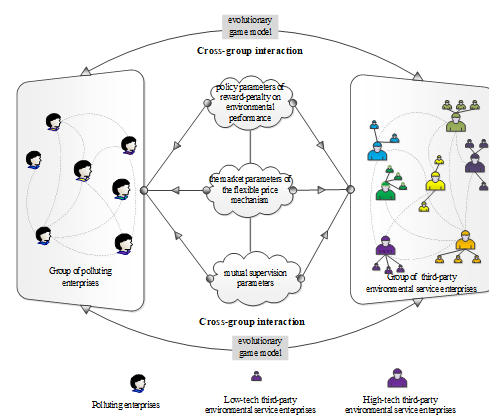 evolutionary
game model
Cross-group interaction
policy parameters of
reward-penalty on
environmental
performance
the market parameters of
the flexible price
mechanism
mutual supervision
parameters
Group of polluting
enterprises
Group of third-party
environmental service enterprises
Cross-group interaction
evolutionary
game model
Polluting enterprises
Low-tech third-party
environmental service enterprises
High-tech third-party
environmental service enterprises